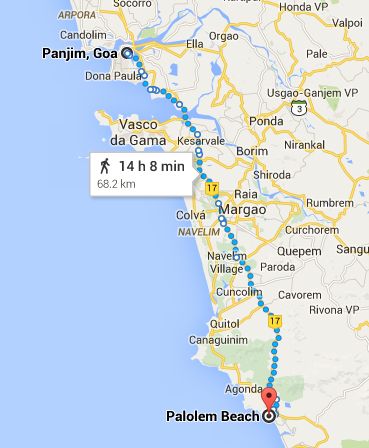 Socorro
ARPORA
Honda
Candolim
Orgao
Valpoi
Panjim, Goa
Ella
Pale
Dona Paula
Usgao-Ganjem VP
3
Vasco
da Gama
Ponda
Kesarvale
Nirankal
Borim
14 h 8 min
68.2 km
Shiroda
17
Raia
Rumbrem
Colvá
Margao
NAVELIM
Curchorem
Navelim
Village
Quepem
Sang
Paroda
Cuncolim
Cavorem
Rivona VP
17
Quitol
Canaguinim
Agonda
Palolem Beach